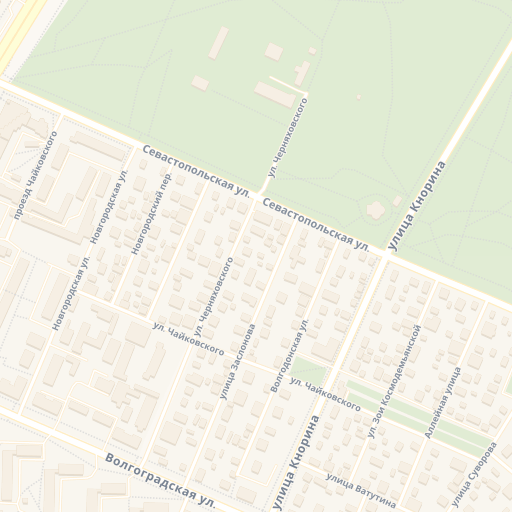 ул. Черняховского
проезд Чайковского
Севастопольская ул.
Новгородская ул.
Новгородский пер.
Севастопольская ул.
улица Кнорина
Новгородская ул.
ул. Черняховского
ул. Чайковского
улица Заслонова
Волгодонская ул.
ул. Зои Космодемьянской
Аллейная улица
ул. Чайковского
улица Кнорина
Волгоградская ул.
улица Ватутина
улица Суворова